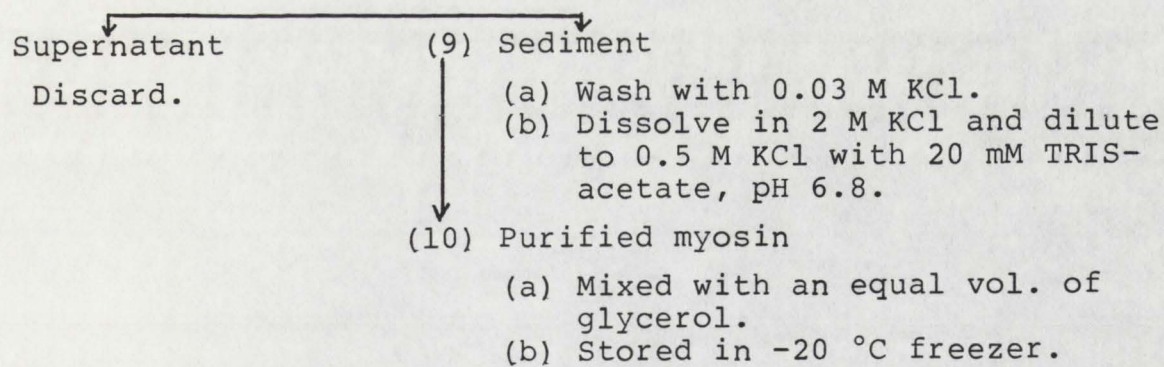 Supernatant
Discard.
(9) Sediment
(a) Wash with 0.03 M KCl.
(b) Dissolve in 2 M KCl and dilute
to 0.5 M KCl with 20 mM TRIS-
acetate, pH 6.8.
(10) Purified myosin
(a) Mixed with an equal vol. of
glycerol.
(b) Stored in -20 °C freezer.